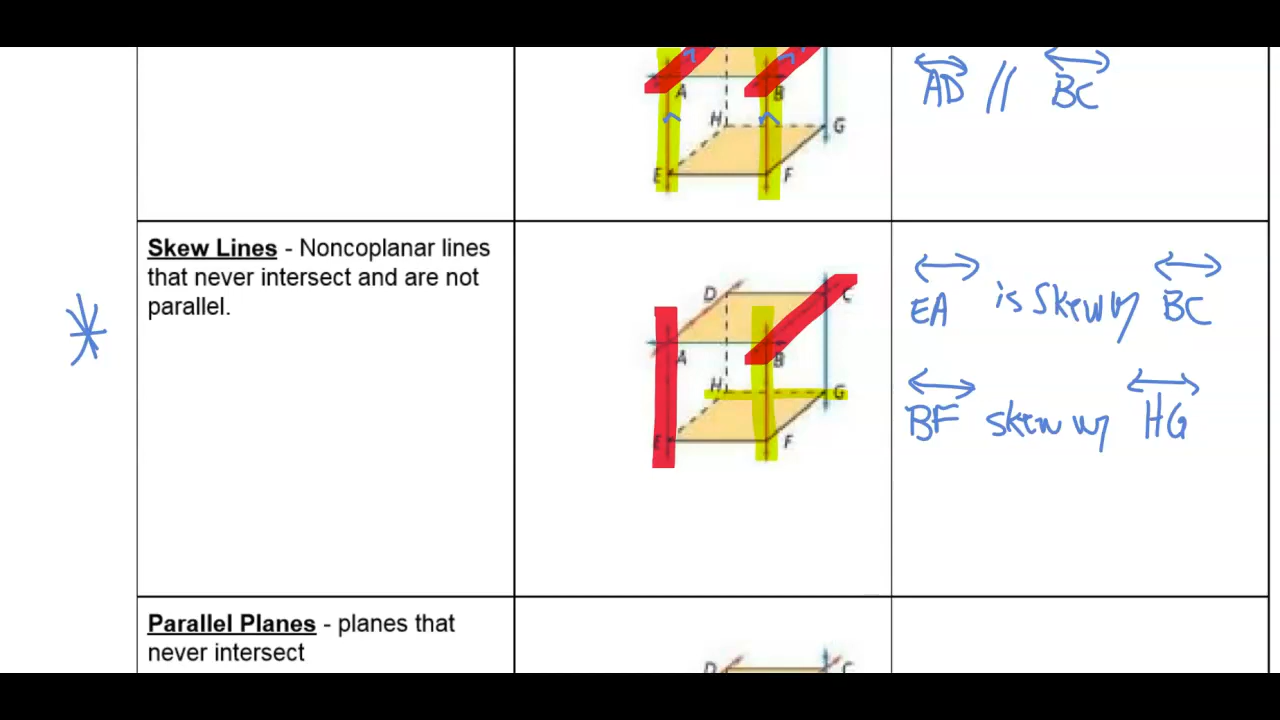 AD // BC
A
B
H
G
E
F
Skew Lines - Noncoplanar lines
that never intersect and are not
parallel.
D
C
A
B
H
G
E
F
EA is skew w/ BC
BF skew w/ HG
Parallel Planes - planes that
never intersect
D
C